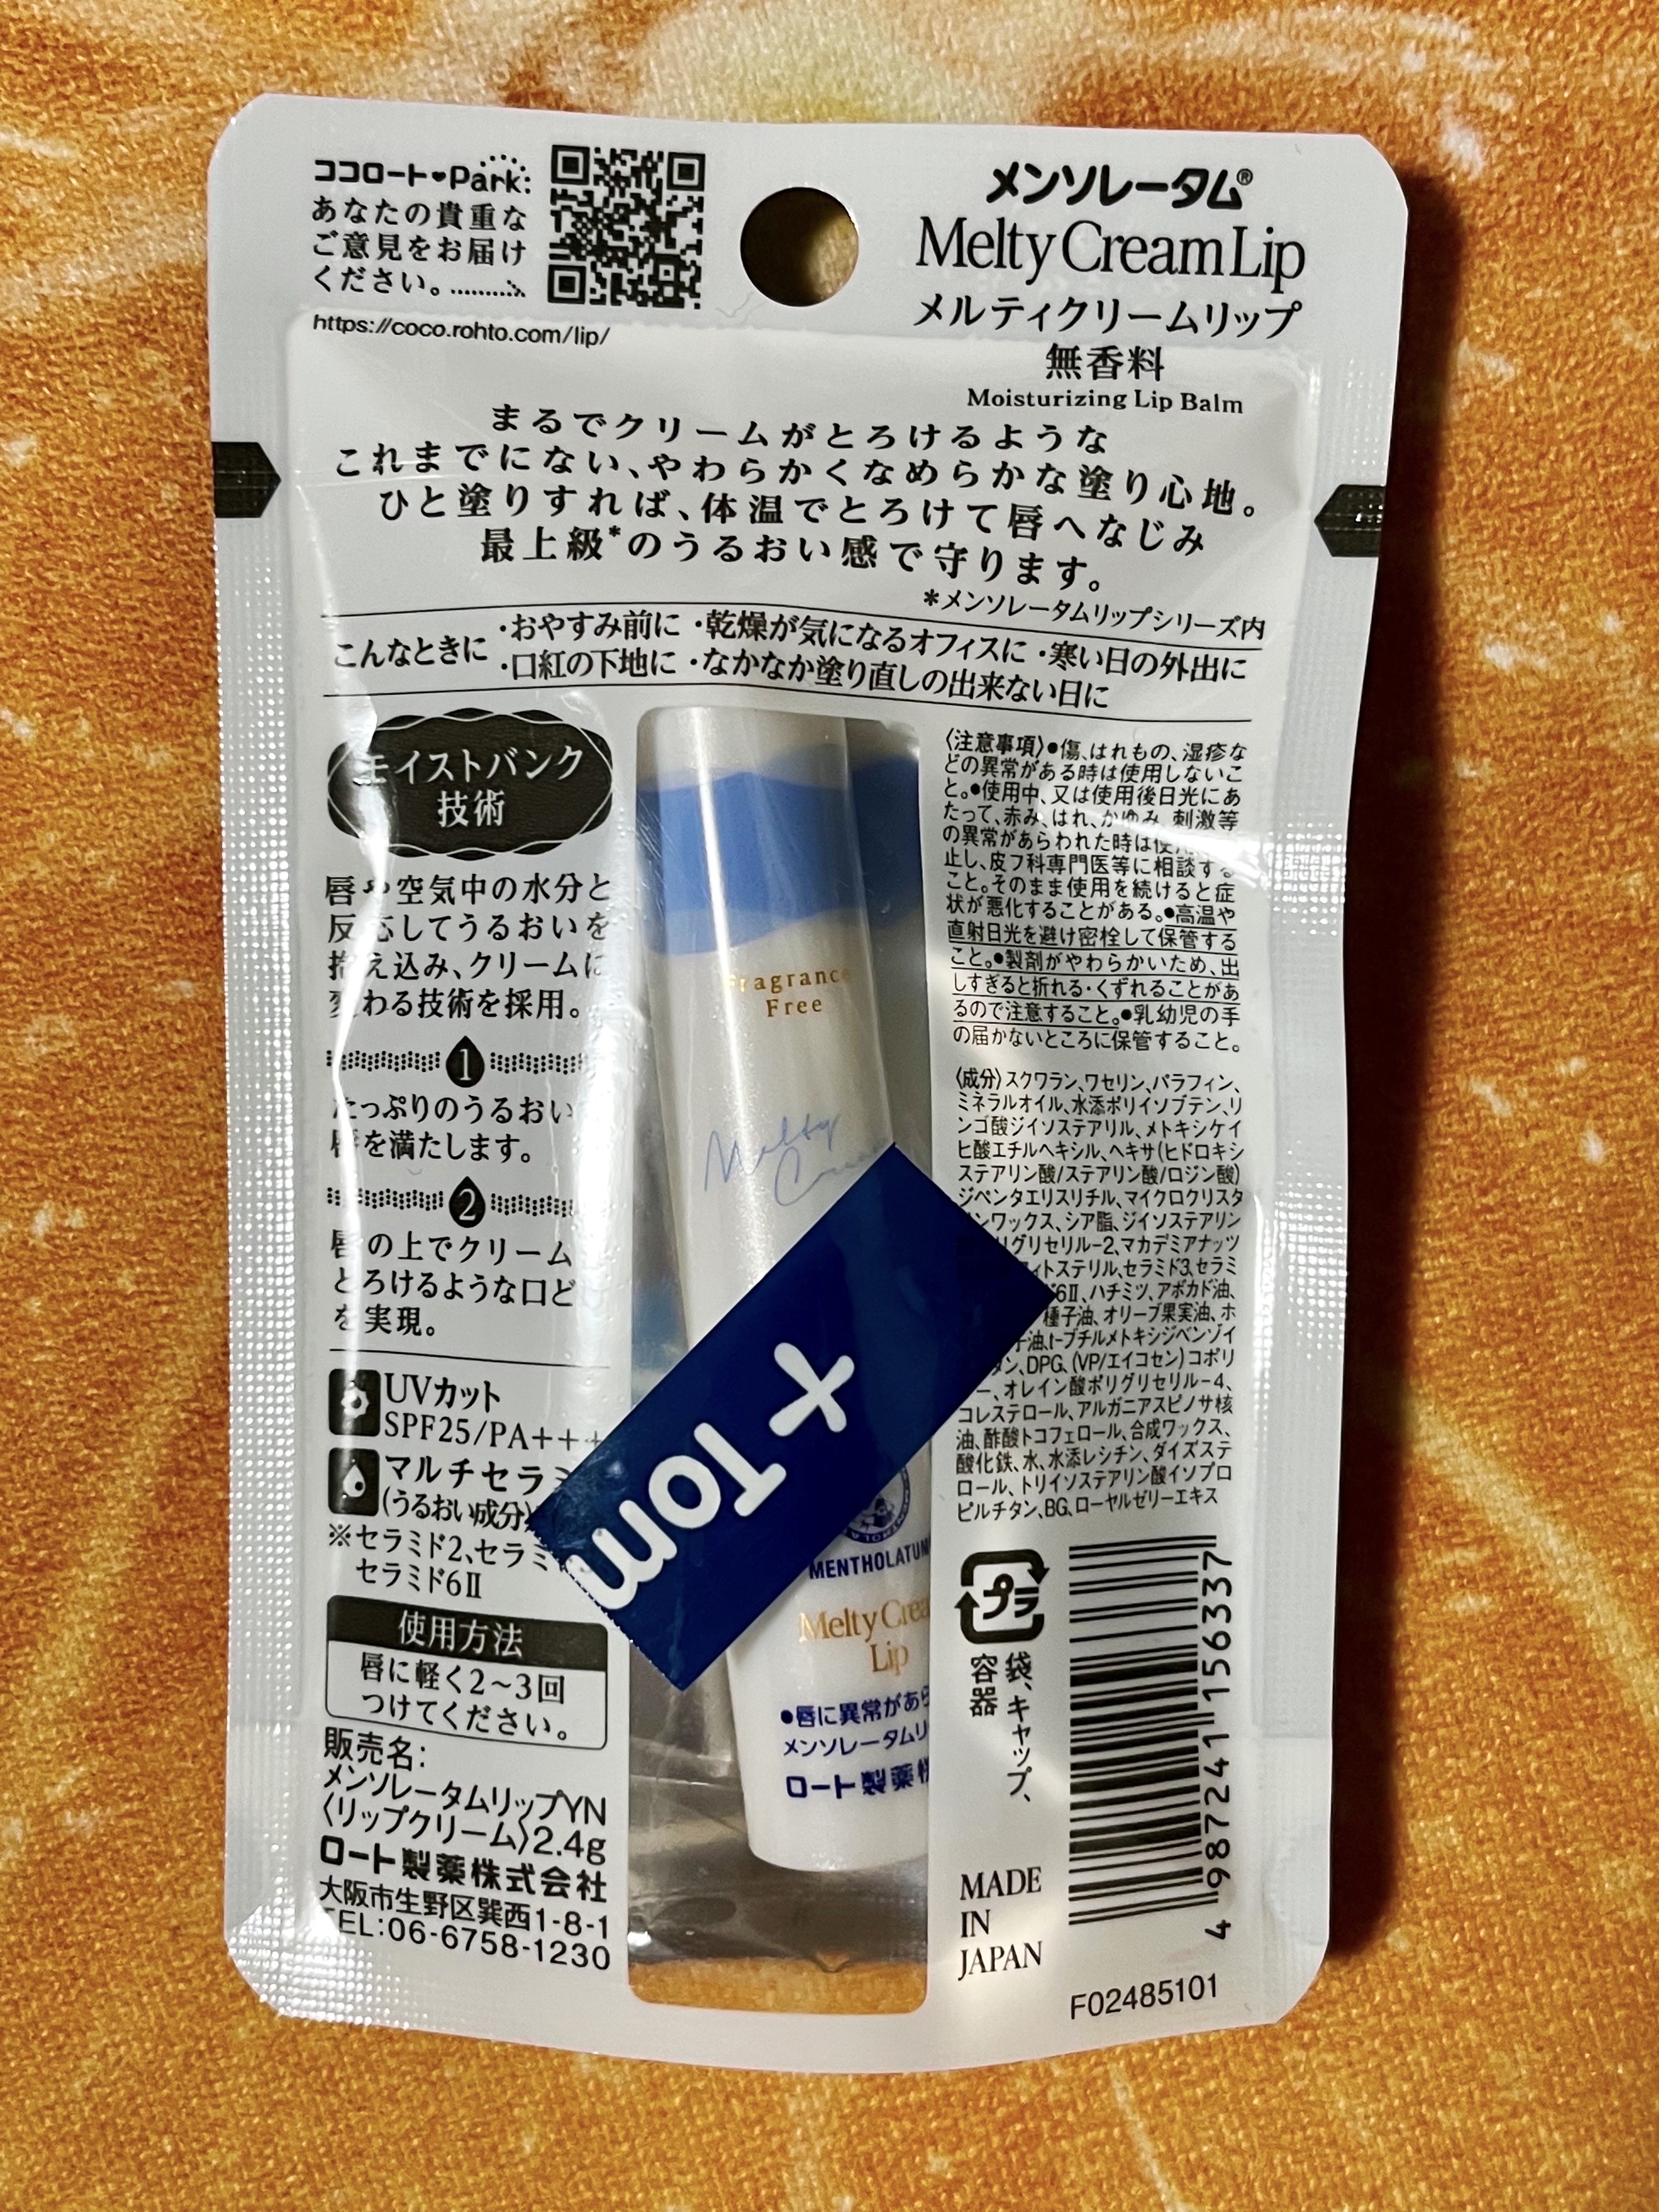 ココロート♥Park:
あなたの貴重な
ご意見をお届け
ください。
https://coco.rohto.com/lip/
メンソレータム®
Melty Cream Lip
メルティクリームリップ
無香料
Moisturizing Lip Balm
まるでクリームがとろけるような
これまでにない、やわらかくなめらかな塗り心地。
ひと塗りすれば、体温でとろけて唇へなじみ
最上級*のうるおい感で守ります。
*メンソレータムリップシリーズ内
こんなときに
・おやすみ前に ・乾燥が気になるオフィスに ・寒い日の外出に
・口紅の下地に ・なかなか塗り直しの出来ない日に
モイストバンク
技術
唇や空気中の水分と
反応してうるおいを
抱え込み、クリームに
変わる技術を採用。
1
たっぷりのうるおい
唇を満たします。
2
唇の上でクリーム
とろけるような口ど
を実現。
UVカット
SPF25/PA+++
マルチセラミ
(うるおい成分)
※セラミド2、セラミ
セラミド6Ⅱ
使用方法
唇に軽く2~3回
つけてください。
販売名:
メンソレータムリップYN
〈リップクリーム〉2.4g
ロート製薬株式会社
大阪市生野区巽西1-8-1
TEL:06-6758-1230
Fragrance
Free
Melty
+Tom
MENTHOLATUM
Melty Crea
Lip
●唇に異常があら
メンソレータムリ
ロート製薬株
〈注意事項〉●傷、はれもの、湿疹な
どの異常がある時は使用しないこ
と。●使用中、又は使用後日光にあ
たって、赤み、はれ、かゆみ、刺激等
の異常があらわれた時は使
止し、皮フ科専門医等に相談する
こと。そのまま使用を続けると症
状が悪化することがある。●高温や
直射日光を避け密栓して保管する
こと。●製剤がやわらかいため、出
しすぎると折れる・くずれることがあ
るので注意すること。●乳幼児の手
の届かないところに保管すること。
〈成分〉スクワラン、ワセリン、パラフィン、
ミネラルオイル、水添ポリイソブテン、リ
ンゴ酸ジイソステアリル、メトキシケイ
ヒ酸エチルヘキシル、ヘキサ(ヒドロキシ
ステアリン酸/ステアリン酸/ロジン酸)
ジペンタエリスリチル、マイクロクリスタ
ンワックス、シア脂、ジイソステアリン
リグリセリル-2、マカデミアナッツ
ィトステリル、セラミド3、セラミ
6Ⅱ、ハチミツ、アボカド油、
種子油、オリーブ果実油、ホ
子油、t-ブチルメトキシジベンゾイ
タン、DPG、(VP/エイコセン)コポリ
ー、オレイン酸ポリグリセリル-4、
コレステロール、アルガニアスピノサ核
油、酢酸トコフェロール、合成ワックス、
酸化鉄、水、水添レシチン、ダイズステ
ロール、トリイソステアリン酸イソプロ
ピルチタン、BG、ローヤルゼリーエキス
プラ
袋、キャップ、
容器
MADE
IN
JAPAN
4 987241 156337
F02485101